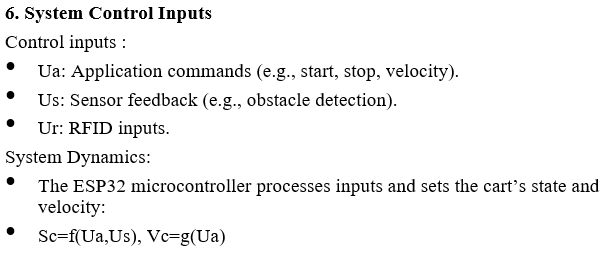 6. System Control Inputs
Control inputs :
• Ua: Application commands (e.g., start, stop, velocity).
• Us: Sensor feedback (e.g., obstacle detection).
• Ur: RFID inputs.
System Dynamics:
• The ESP32 microcontroller processes inputs and sets the cart’s state and
velocity:
• Sc=f(Ua,Us), Vc=g(Ua)